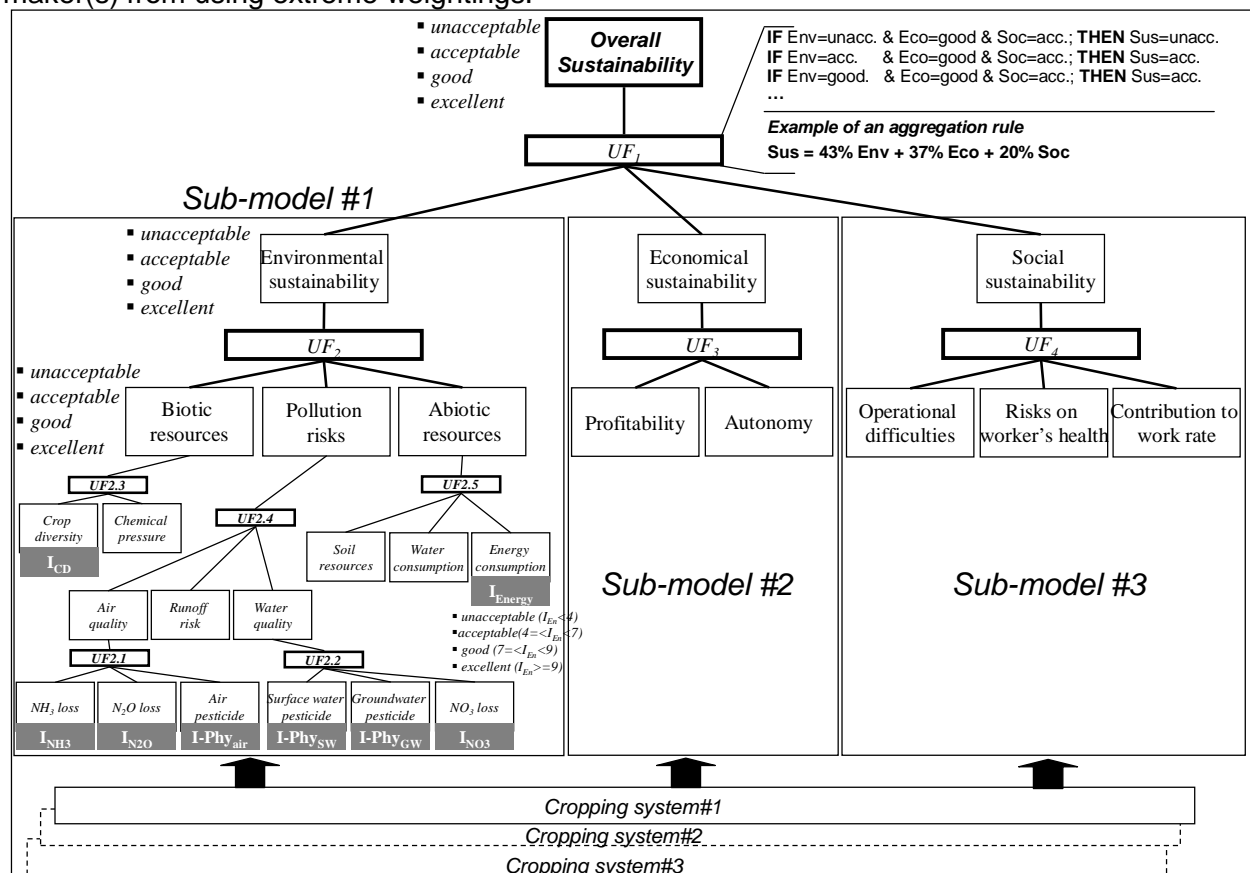 maker(s) from using extreme weightings.
▪ unacceptable
▪ acceptable
▪ good
▪ excellent
Overall
Sustainability
IF Env=unacc. & Eco=good & Soc=acc.; THEN Sus=unacc.
IF Env=acc. & Eco=good & Soc=acc.; THEN Sus=acc.
IF Env=good. & Eco=good & Soc=acc.; THEN Sus=acc.
...
Example of an aggregation rule
Sus = 43% Env + 37% Eco + 20% Soc
UF1
Sub-model #1
▪ unacceptable
▪ acceptable
▪ good
▪ excellent
Environmental
sustainability
Economical
sustainability
Social
sustainability
UF2
UF3
UF4
▪ unacceptable
▪ acceptable
▪ good
▪ excellent
Biotic
resources
Pollution
risks
Abiotic
resources
Profitability
Autonomy
Operational
difficulties
Risks on
worker's health
Contribution to
work rate
UF2.3
UF2.4
UF2.5
Crop
diversity
ICD
Chemical
pressure
Soil
resources
Water
consumption
Energy
consumption
IEnergy
Sub-model #2
Sub-model #3
Air
quality
Runoff
risk
Water
quality
▪ unacceptable (IEn<4)
▪ acceptable(4=<IEn<7)
▪ good (7=<IEn<9)
▪ excellent (IEn>=9)
UF2.1
UF2.2
NH3 loss
INH3
N2O loss
IN2O
Air
pesticide
I-Phyair
Surface water
pesticide
I-PhySW
Groundwater
pesticide
I-PhyGW
NO3 loss
INO3
Cropping system#1
Cropping system#2
Cropping system#3